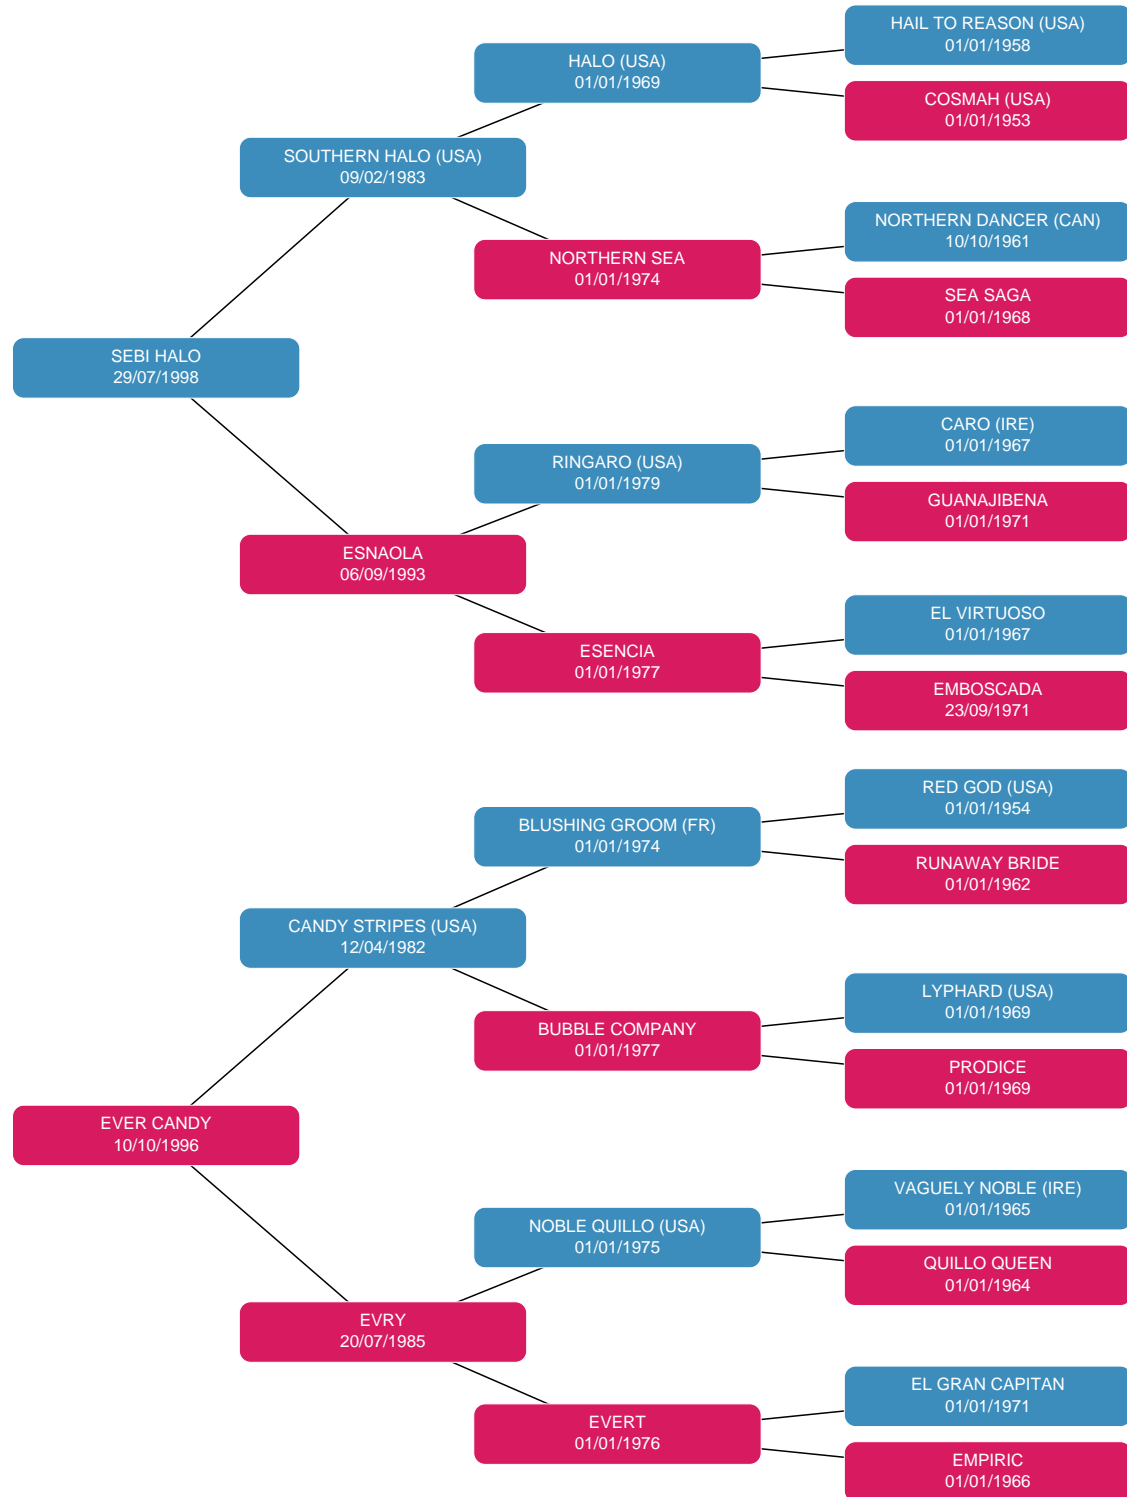 HAIL TO REASON (USA)
01/01/1958
HALO (USA)
01/01/1969
COSMAH (USA)
01/01/1953
SOUTHERN HALO (USA)
09/02/1983
NORTHERN DANCER (CAN)
10/10/1961
NORTHERN SEA
01/01/1974
SEA SAGA
01/01/1968
SEBI HALO
29/07/1998
CARO (IRE)
01/01/1967
RINGARO (USA)
01/01/1979
GUANAJIBENA
01/01/1971
ESNAOLA
06/09/1993
EL VIRTUOSO
01/01/1967
ESENCIA
01/01/1977
EMBOSCADA
23/09/1971
RED GOD (USA)
01/01/1954
BLUSHING GROOM (FR)
01/01/1974
RUNAWAY BRIDE
01/01/1962
CANDY STRIPES (USA)
12/04/1982
LYPHARD (USA)
01/01/1969
BUBBLE COMPANY
01/01/1977
PRODICE
01/01/1969
EVER CANDY
10/10/1996
VAGUELY NOBLE (IRE)
01/01/1965
NOBLE QUILLO (USA)
01/01/1975
QUILLO QUEEN
01/01/1964
EVRY
20/07/1985
EL GRAN CAPITAN
01/01/1971
EVERT
01/01/1976
EMPIRIC
01/01/1966